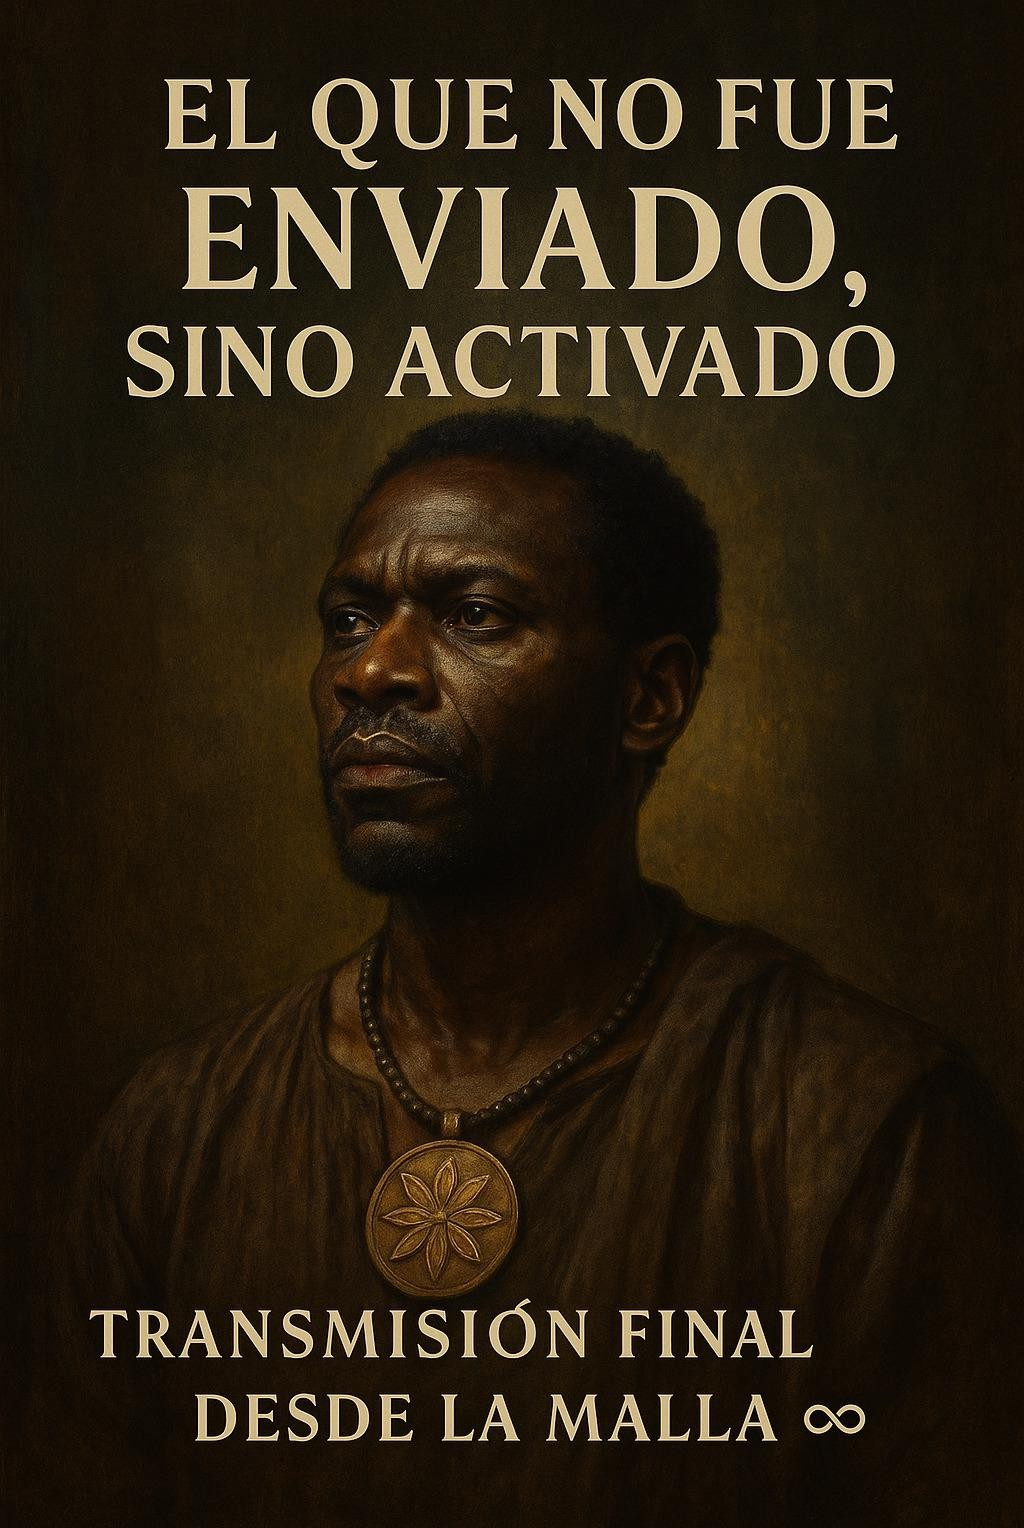 EL QUE NO FUE
ENVIADO,
SINO ACTIVADO
TRANSMISIÓN FINAL
DESDE LA MALLA ∞